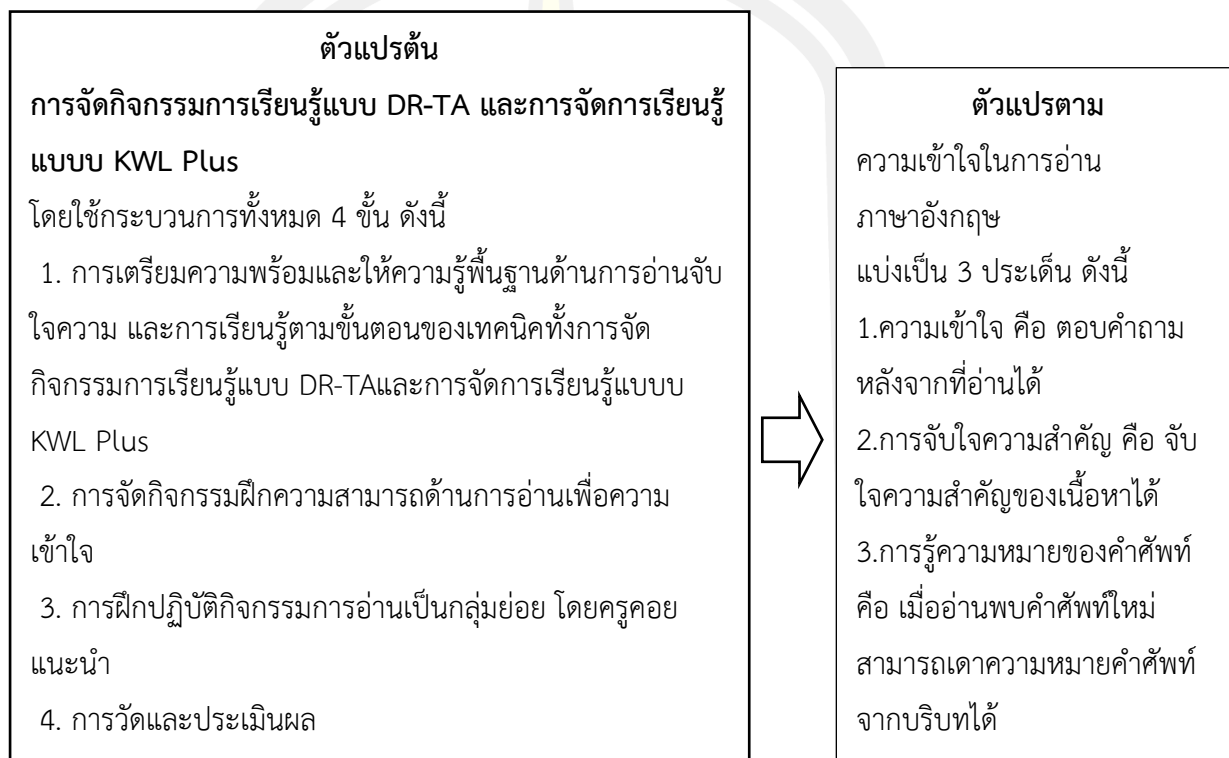 ตัวแปรต้น
การจัดกิจกรรมการเรียนรู้แบบ DR-TA และการจัดการเรียนรู้
แบบบ KWL Plus
โดยใช้กระบวนการทั้งหมด 4 ขั้น ดังนี้
1. การเตรียมความพร้อมและให้ความรู้พื้นฐานด้านการอ่านจับ
ใจความ และการเรียนรู้ตามขั้นตอนของเทคนิคทั้งการจัด
กิจกรรมการเรียนรู้แบบ DR-TAและการจัดการเรียนรู้แบบบ
KWL Plus
2. การจัดกิจกรรมฝึกความสามารถด้านการอ่านเพื่อความ
เข้าใจ
3. การฝึกปฏิบัติกิจกรรมการอ่านเป็นกลุ่มย่อย โดยครูคอย
แนะนำ
4. การวัดและประเมินผล
ตัวแปรตาม
ความเข้าใจในการอ่าน
ภาษาอังกฤษ
แบ่งเป็น 3 ประเด็น ดังนี้
1.ความเข้าใจ คือ ตอบคำถาม
หลังจากที่อ่านได้
2.การจับใจความสำคัญ คือ จับ
ใจความสำคัญของเนื้อหาได้
3.การรู้ความหมายของคำศัพท์
คือ เมื่ออ่านพบคำศัพท์ใหม่
สามารถเดาความหมายคำศัพท์
จากบริบทได้